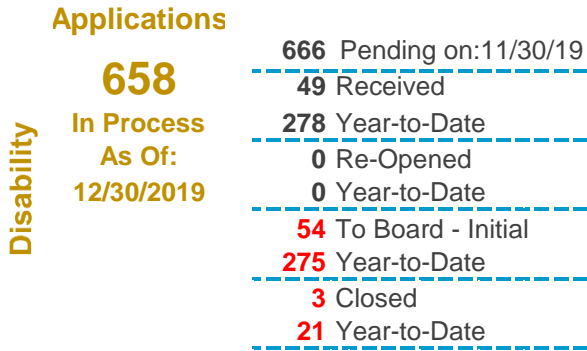 Disability
Applications
658
In Process
As Of:
12/30/2019
666 Pending on:11/30/19
49 Received
278 Year-to-Date
0 Re-Opened
0 Year-to-Date
54 To Board - Initial
275 Year-to-Date
3 Closed
21 Year-to-Date